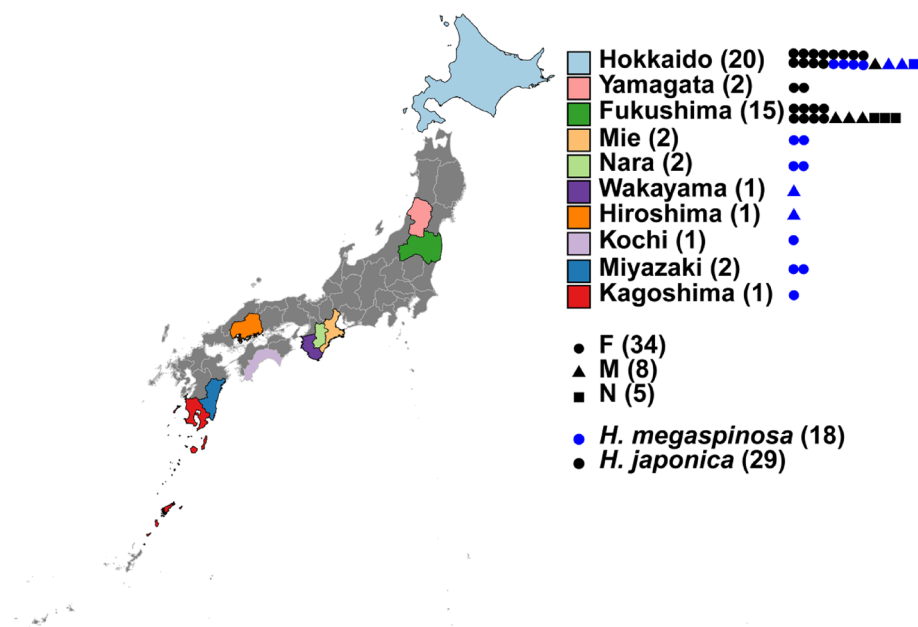 Hokkaido (20)
Yamagata (2)
Fukushima (15)
Mie (2)
Nara (2)
Wakayama (1)
Hiroshima (1)
Kochi (1)
Miyazaki (2)
Kagoshima (1)
F (34)
M (8)
N (5)
H. megaspinosa (18)
H. japonica (29)